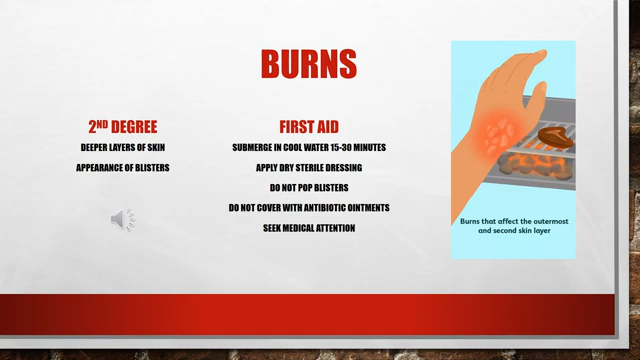 BURNS
2ND DEGREE
DEEPER LAYERS OF SKIN
APPEARANCE OF BLISTERS
FIRST AID
SUBMERGE IN COOL WATER 15-30 MINUTES
APPLY DRY STERILE DRESSING
DO NOT POP BLISTERS
DO NOT COVER WITH ANTIBIOTIC OINTMENTS
SEEK MEDICAL ATTENTION
Burns that affect the outermost
and second skin layer